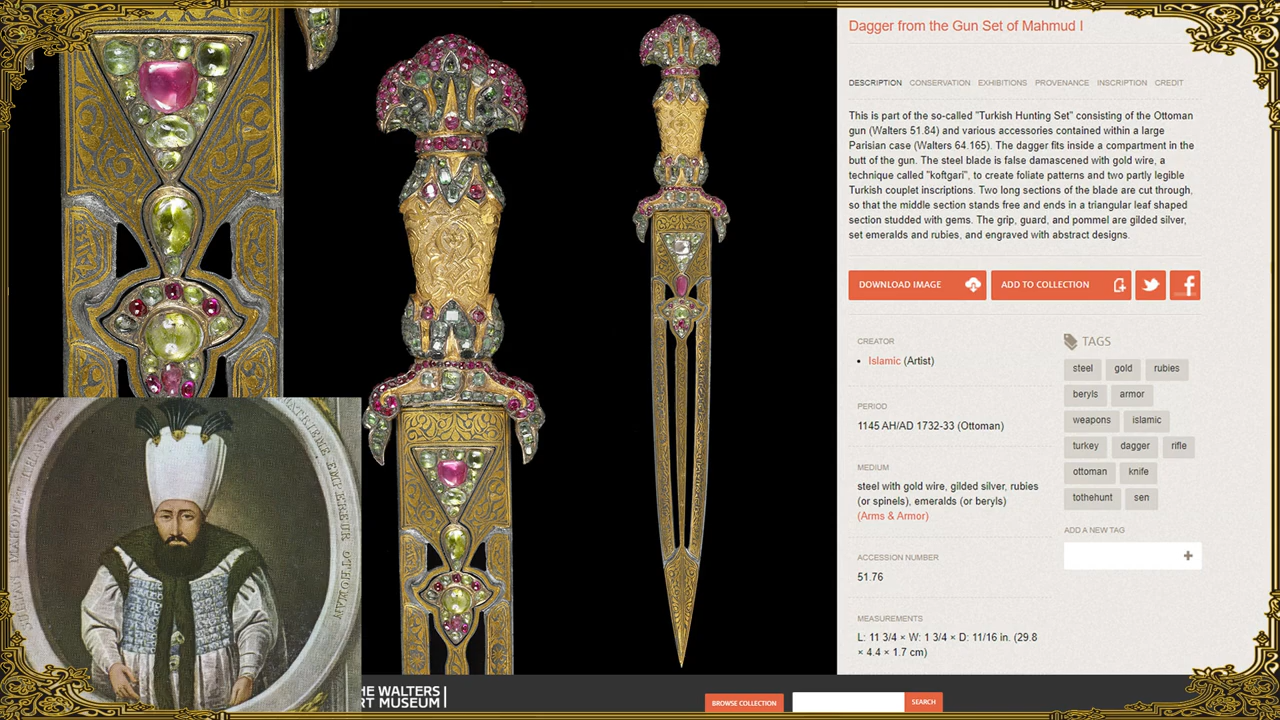 Dagger from the Gun Set of Mahmud I
DESCRIPTION CONSERVATION EXHIBITIONS PROVENANCE INSCRIPTION CREDIT
This is part of the so-called "Turkish Hunting Set" consisting of the Ottoman
gun (Walters 51.84) and various accessories contained within a large
Parisian case (Walters 64.165). The dagger fits inside a compartment in the
butt of the gun. The steel blade is false damascened with gold wire, a
technique called "koftgari", to create foliate patterns and two partly legible
Turkish couplet inscriptions. Two long sections of the blade are cut through,
so that the middle section stands free and ends in a triangular leaf shaped
section studded with gems. The grip, guard, and pommel are gilded silver,
set emeralds and rubies, and engraved with abstract designs.
DOWNLOAD IMAGE
ADD TO COLLECTION
CREATOR
• Islamic (Artist)
PERIOD
1145 AH/AD 1732-33 (Ottoman)
MEDIUM
steel with gold wire, gilded silver, rubies
(or spinels), emeralds (or beryls)
(Arms & Armor)
ACCESSION NUMBER
51.76
MEASUREMENTS
L: 11 3/4 × W: 1 3/4 × D: 11/16 in. (29.8
× 4.4 × 1.7 cm)
TAGS
steel gold rubies
beryls armor
weapons islamic
turkey dagger rifle
ottoman knife
tothehunt sen
ADD A NEW TAG
+
EMPEREUR OTHOMAN
HE WALTERS
RT MUSEUM
BROWSE COLLECTION
SEARCH